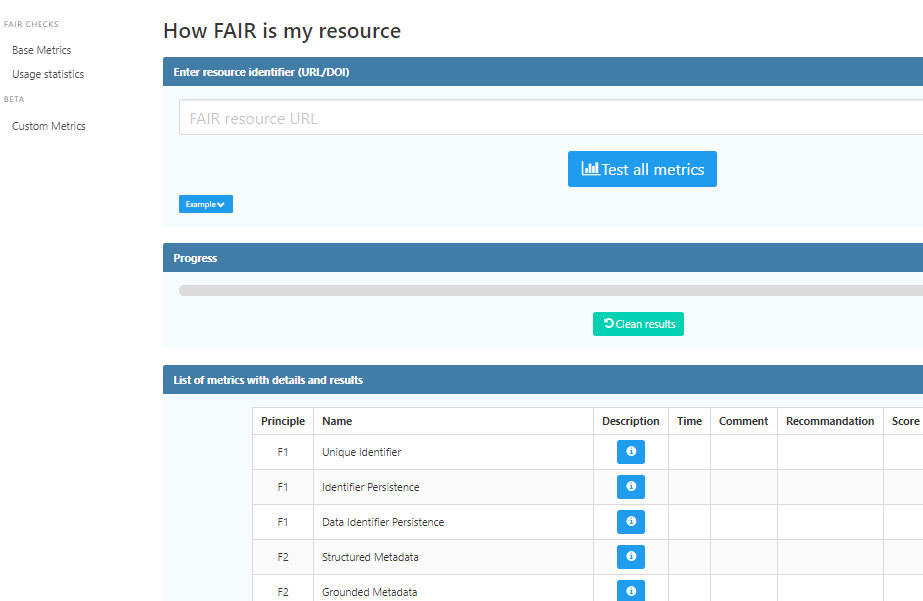 FAIR CHECKS
Base Metrics
Usage statistics
BETA
Custom Metrics
How FAIR is my resource
Enter resource identifier (URL/DOI)
FAIR resource URL
Test all metrics
Example
Progress
Clean results
List of metrics with details and results
Principle Name Description Time Comment Recommandation Score
F1 Unique Identifier
F1 Identifier Persistence
F1 Data Identifier Persistence
F2 Structured Metadata
F2 Grounded Metadata